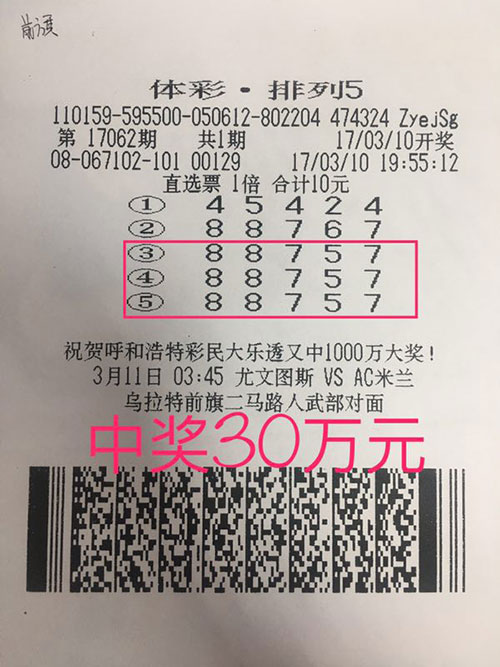 前旗
体彩·排列5
110159-595500-050612-802204 474324 ZyejSg
第 17062期 共1期 17/03/10开奖
08-067102-101 00129 17/03/10 19:55:12
直选票 1倍 合计10元
① 4 5 4 2 4
② 8 8 7 6 7
③ 8 8 7 5 7
④ 8 8 7 5 7
⑤ 8 8 7 5 7
祝贺呼和浩特彩民大乐透又中1000万大奖!
3月11日 03:45 尤文图斯 VS AC米兰
乌拉特前旗二马路人武部对面
中奖30万元